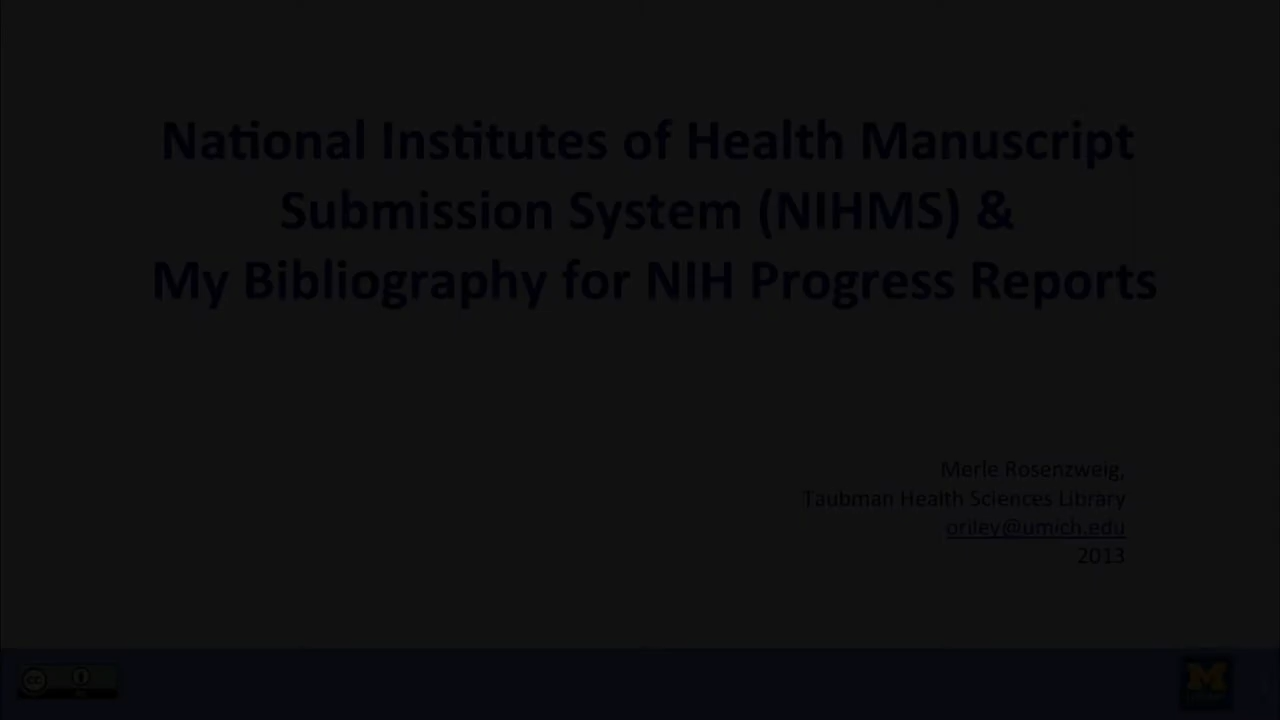 National Institutes of Health Manuscript
Submission System (NIHMS) &
My Bibliography for NIH Progress Reports
Merle Rosenzweig,
Taubman Health Sciences Library
oriley@umich.edu
2013
cc
M